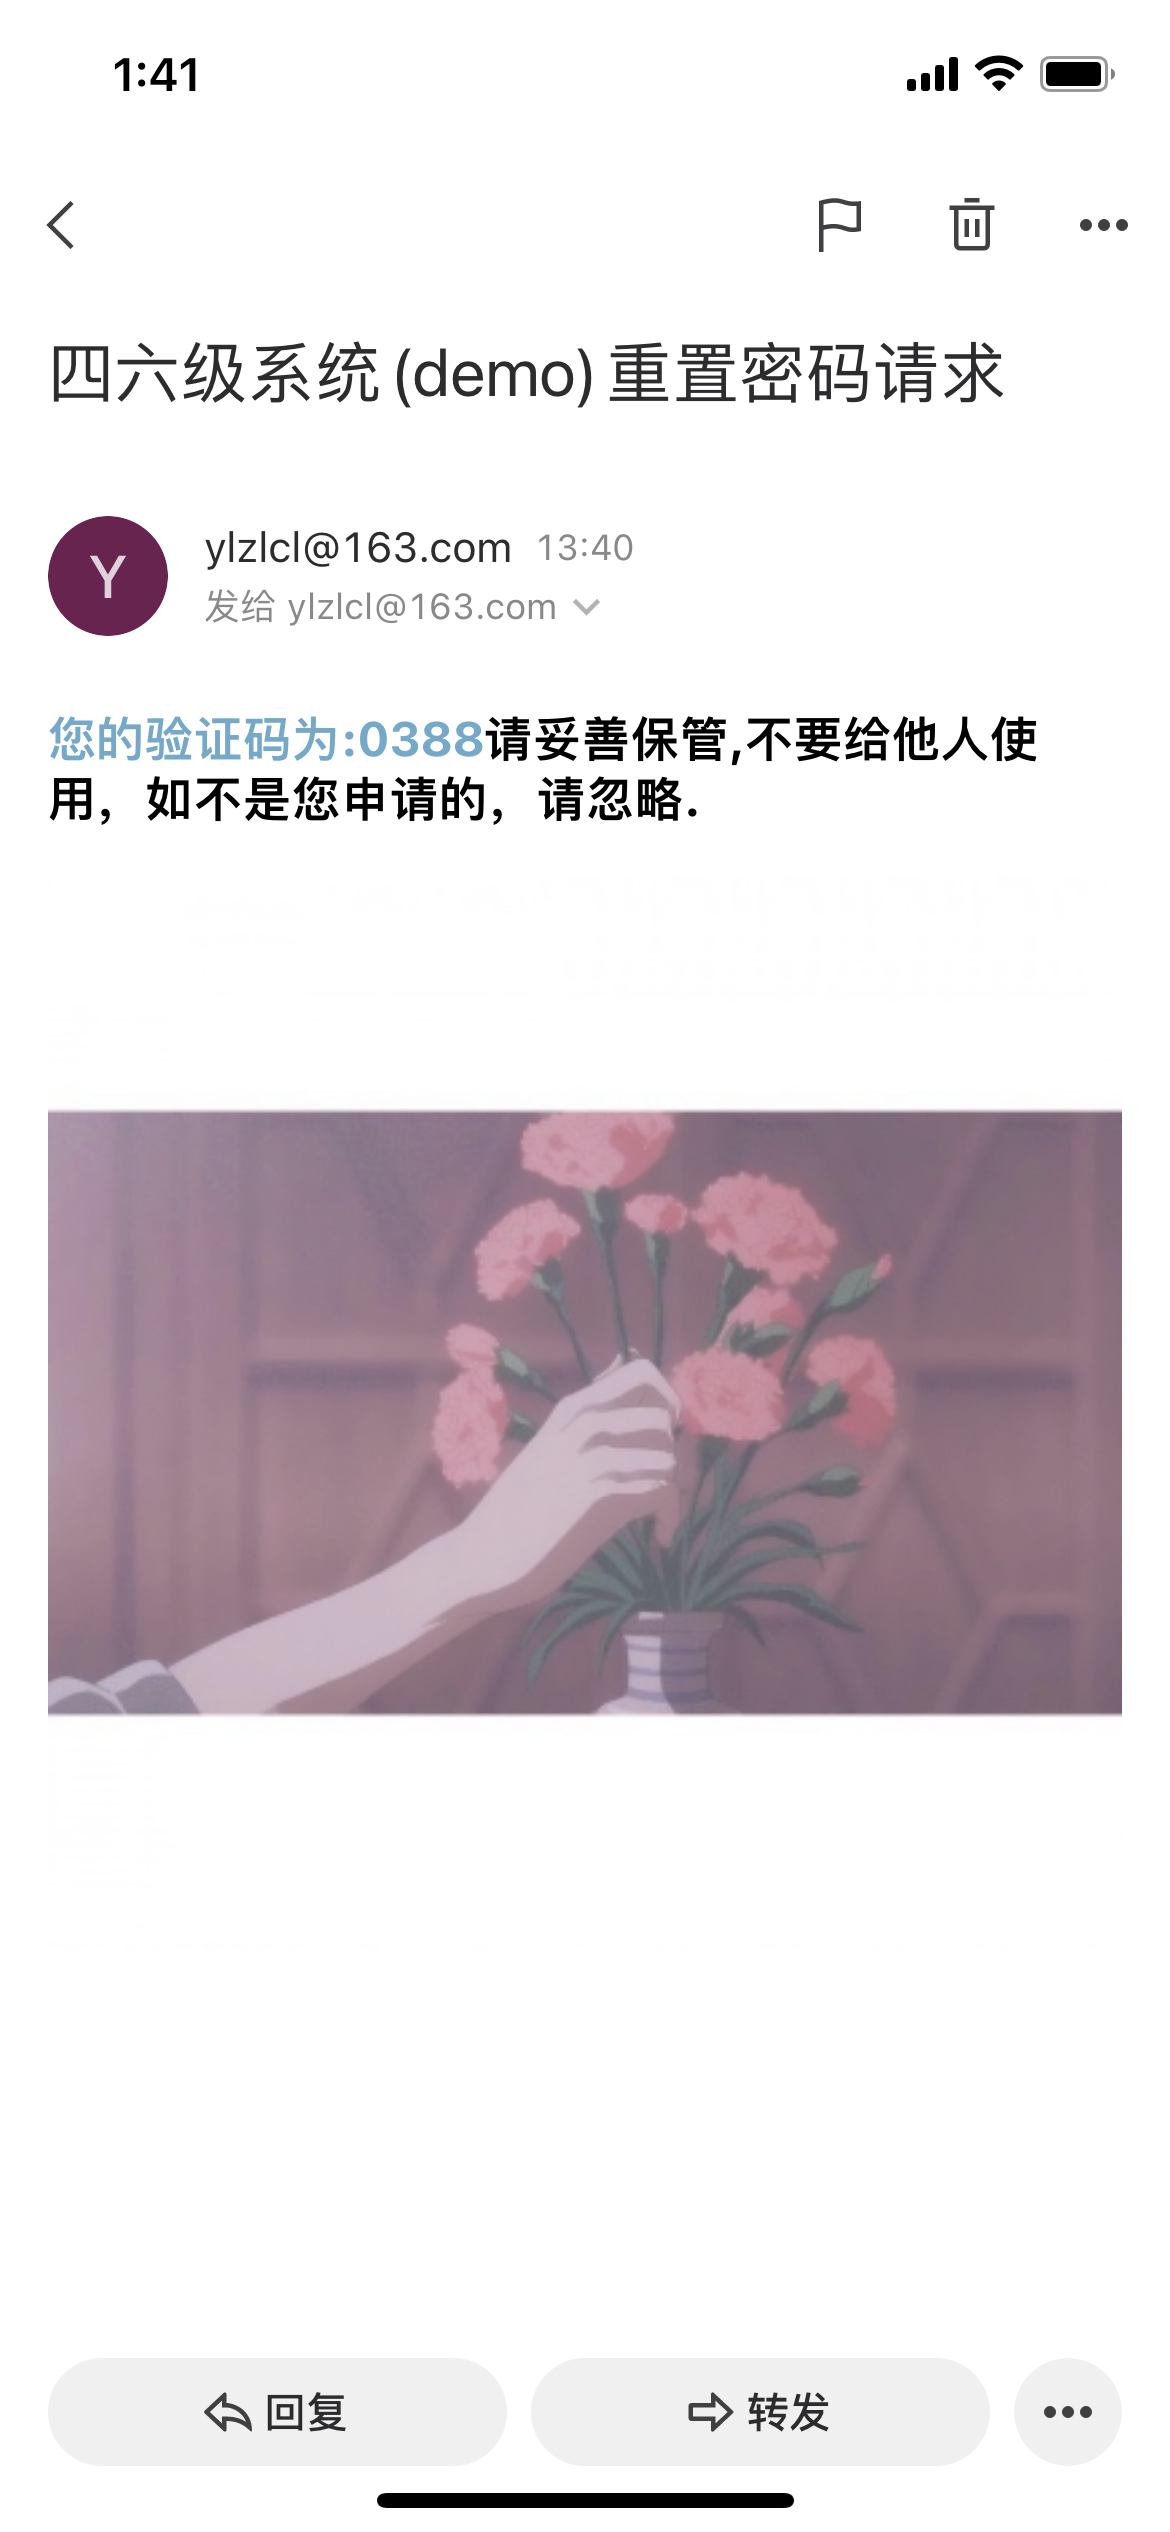 1:41
四六级系统(demo)重置密码请求
Y
ylzlcl@163.com 13:40
发给 ylzlcl@163.com
您的验证码为:0388请妥善保管,不要给他人使
用，如不是您申请的，请忽略.
回复
转发